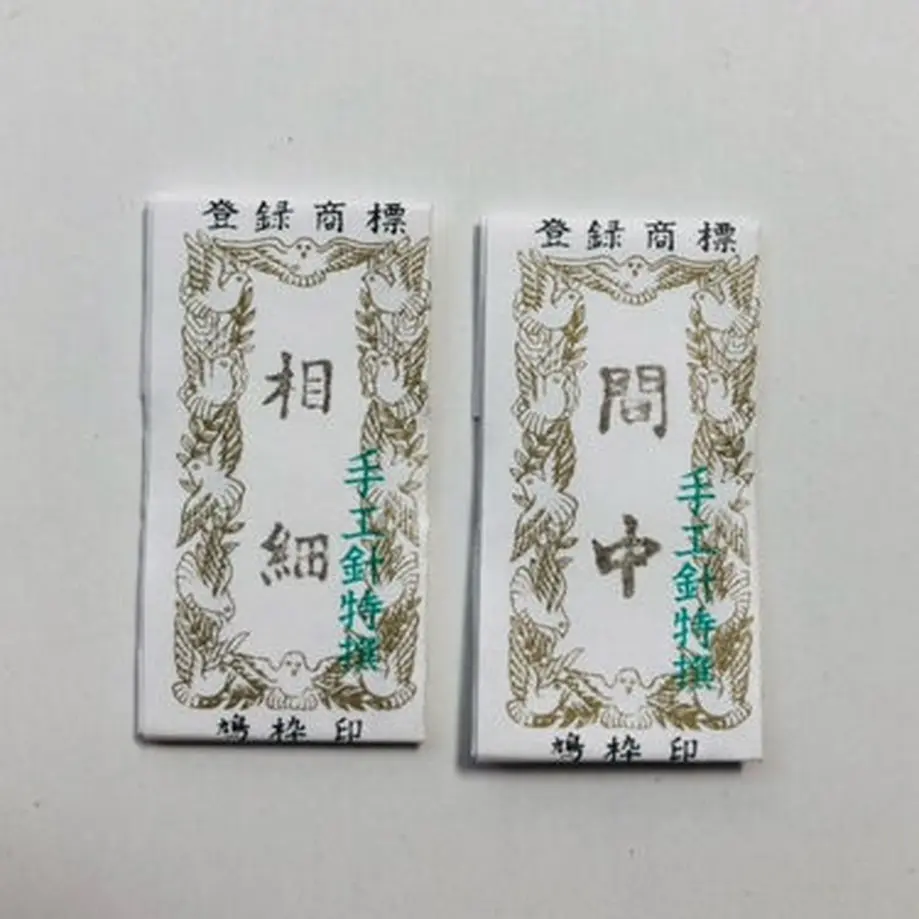 登録商標
相細
手工針特撰
鳩枠印
登録商標
間中
手工針特撰
鳩枠印